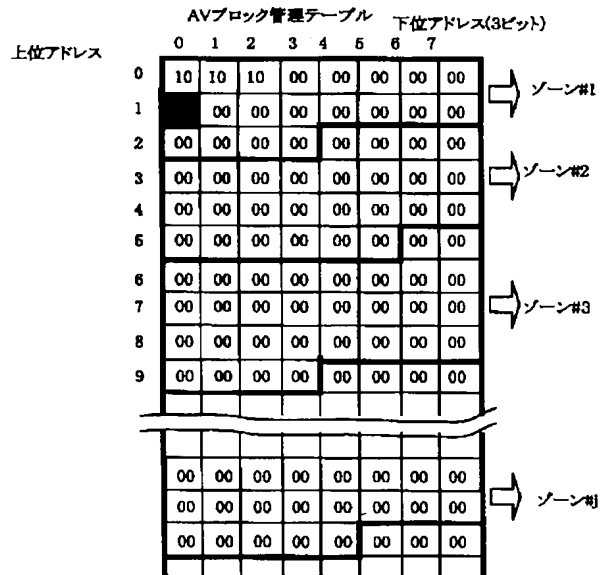 AVブロック管理テーブル
下位アドレス(3ビット)
上位アドレス
0 1 2 3 4 5 6 7
0 10 10 10 00 00 00 00 00
ゾーン#1
1 00 00 00 00 00 00 00
2 00 00 00 00 00 00 00 00
3 00 00 00 00 00 00 00 00
ゾーン#2
4 00 00 00 00 00 00 00 00
5 00 00 00 00 00 00 00 00
6 00 00 00 00 00 00 00 00
7 00 00 00 00 00 00 00 00
ゾーン#3
8 00 00 00 00 00 00 00 00
9 00 00 00 00 00 00 00 00
00 00 00 00 00 00 00 00
00 00 00 00 00 00 00 00
ゾーン#j
00 00 00 00 00 00 00 00